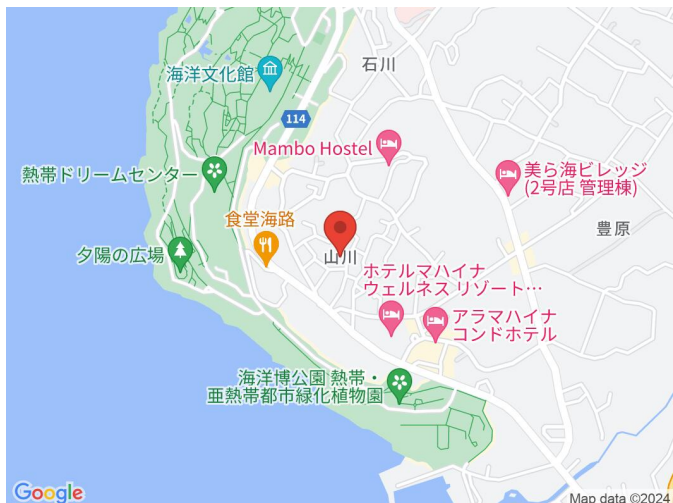 石川
海洋文化館
114
Mambo Hostel
熱帯ドリームセンター
美ら海ビレッジ
(2号店 管理棟)
食堂海路
豊原
夕陽の広場
山川
ホテルマハイナ
ウェルネス リゾート…
アラマハイナ
コンドホテル
海洋博公園 熱帯・
亜熱帯都市緑化植物園
Google
Map data ©2024